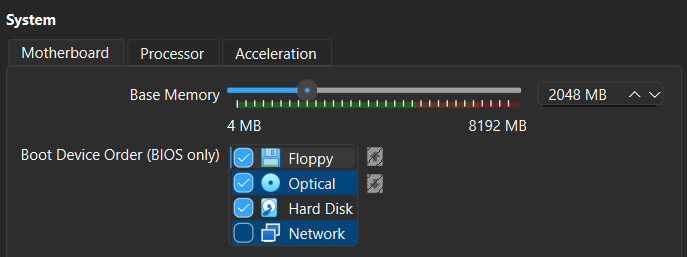 System
Motherboard Processor Acceleration
Base Memory 2048 MB
4 MB 8192 MB
Boot Device Order (BIOS only) Floppy
Optical
Hard Disk
Network